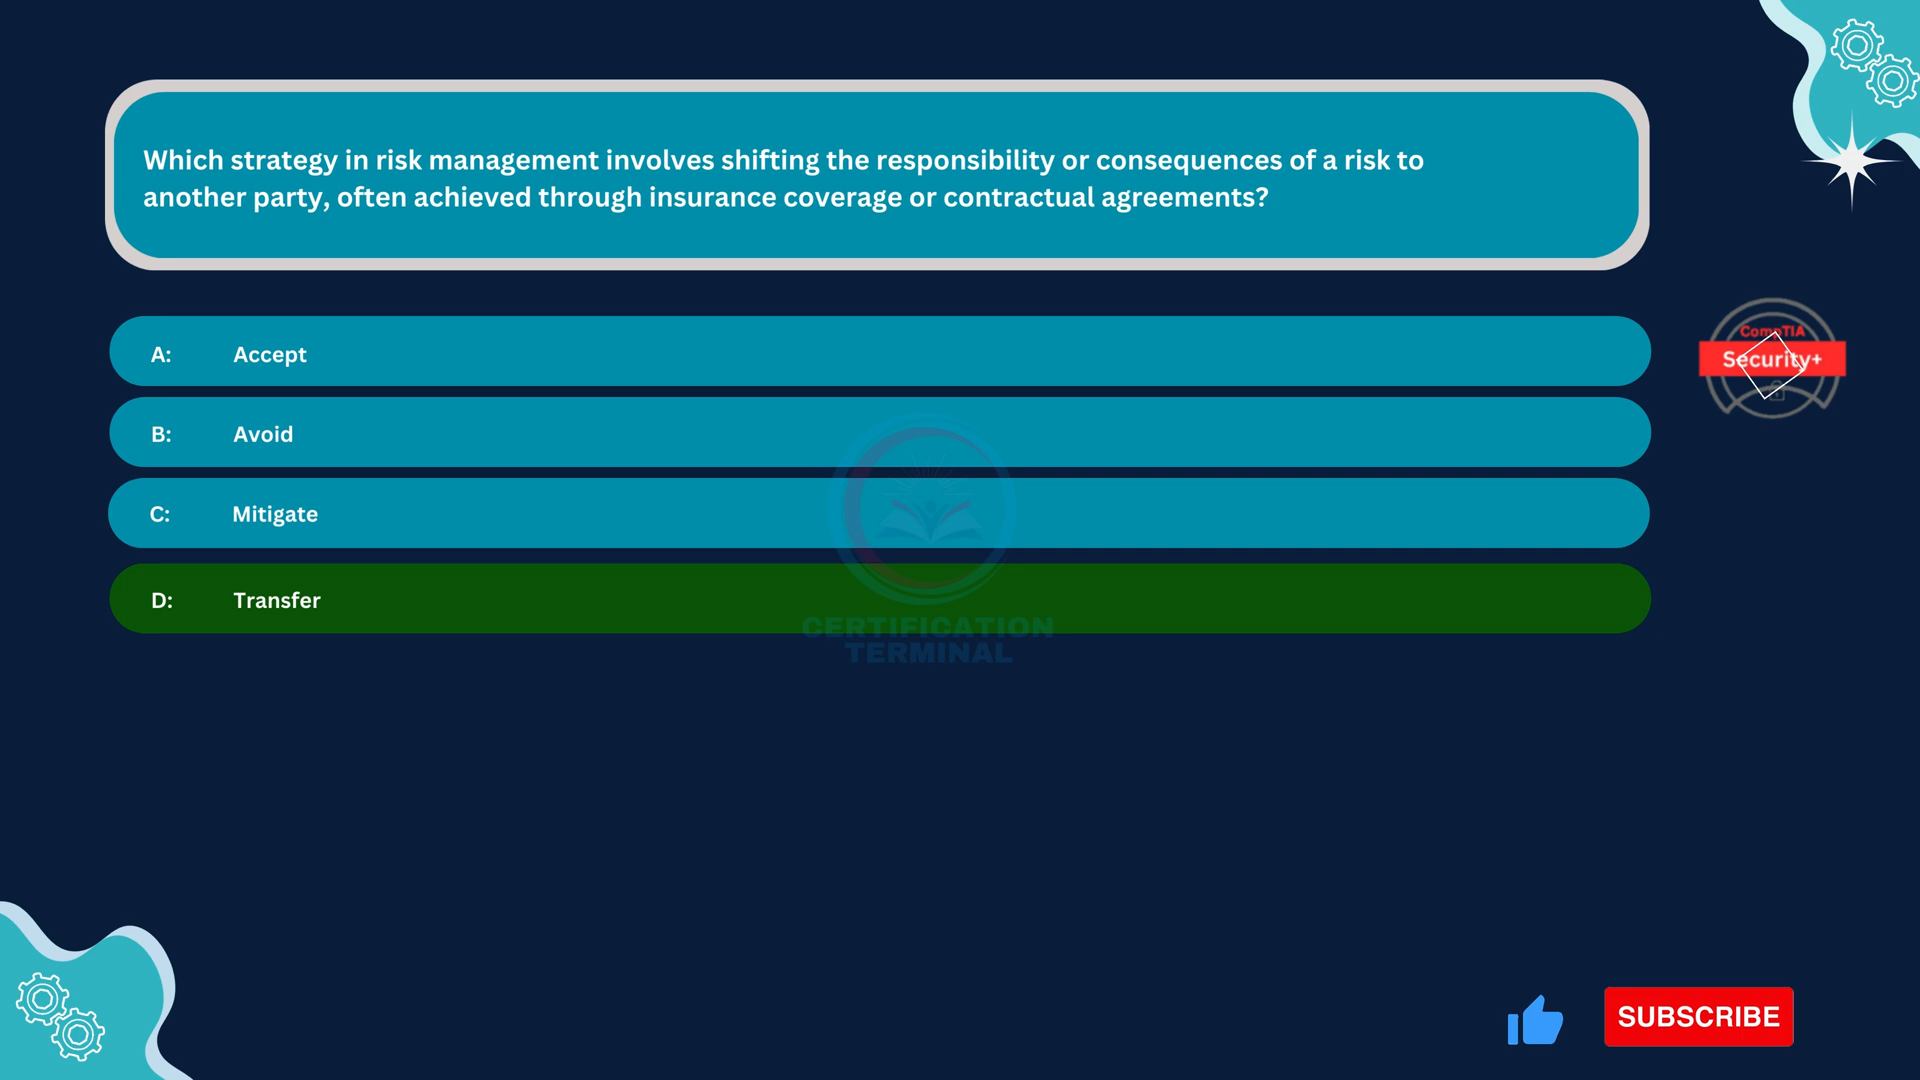 Which strategy in risk management involves shifting the responsibility or consequences of a risk to
another party, often achieved through insurance coverage or contractual agreements?
A: Accept
B: Avoid
C: Mitigate
D: Transfer
CompTIA
Security+
CERTIFICATION
TERMINAL
SUBSCRIBE